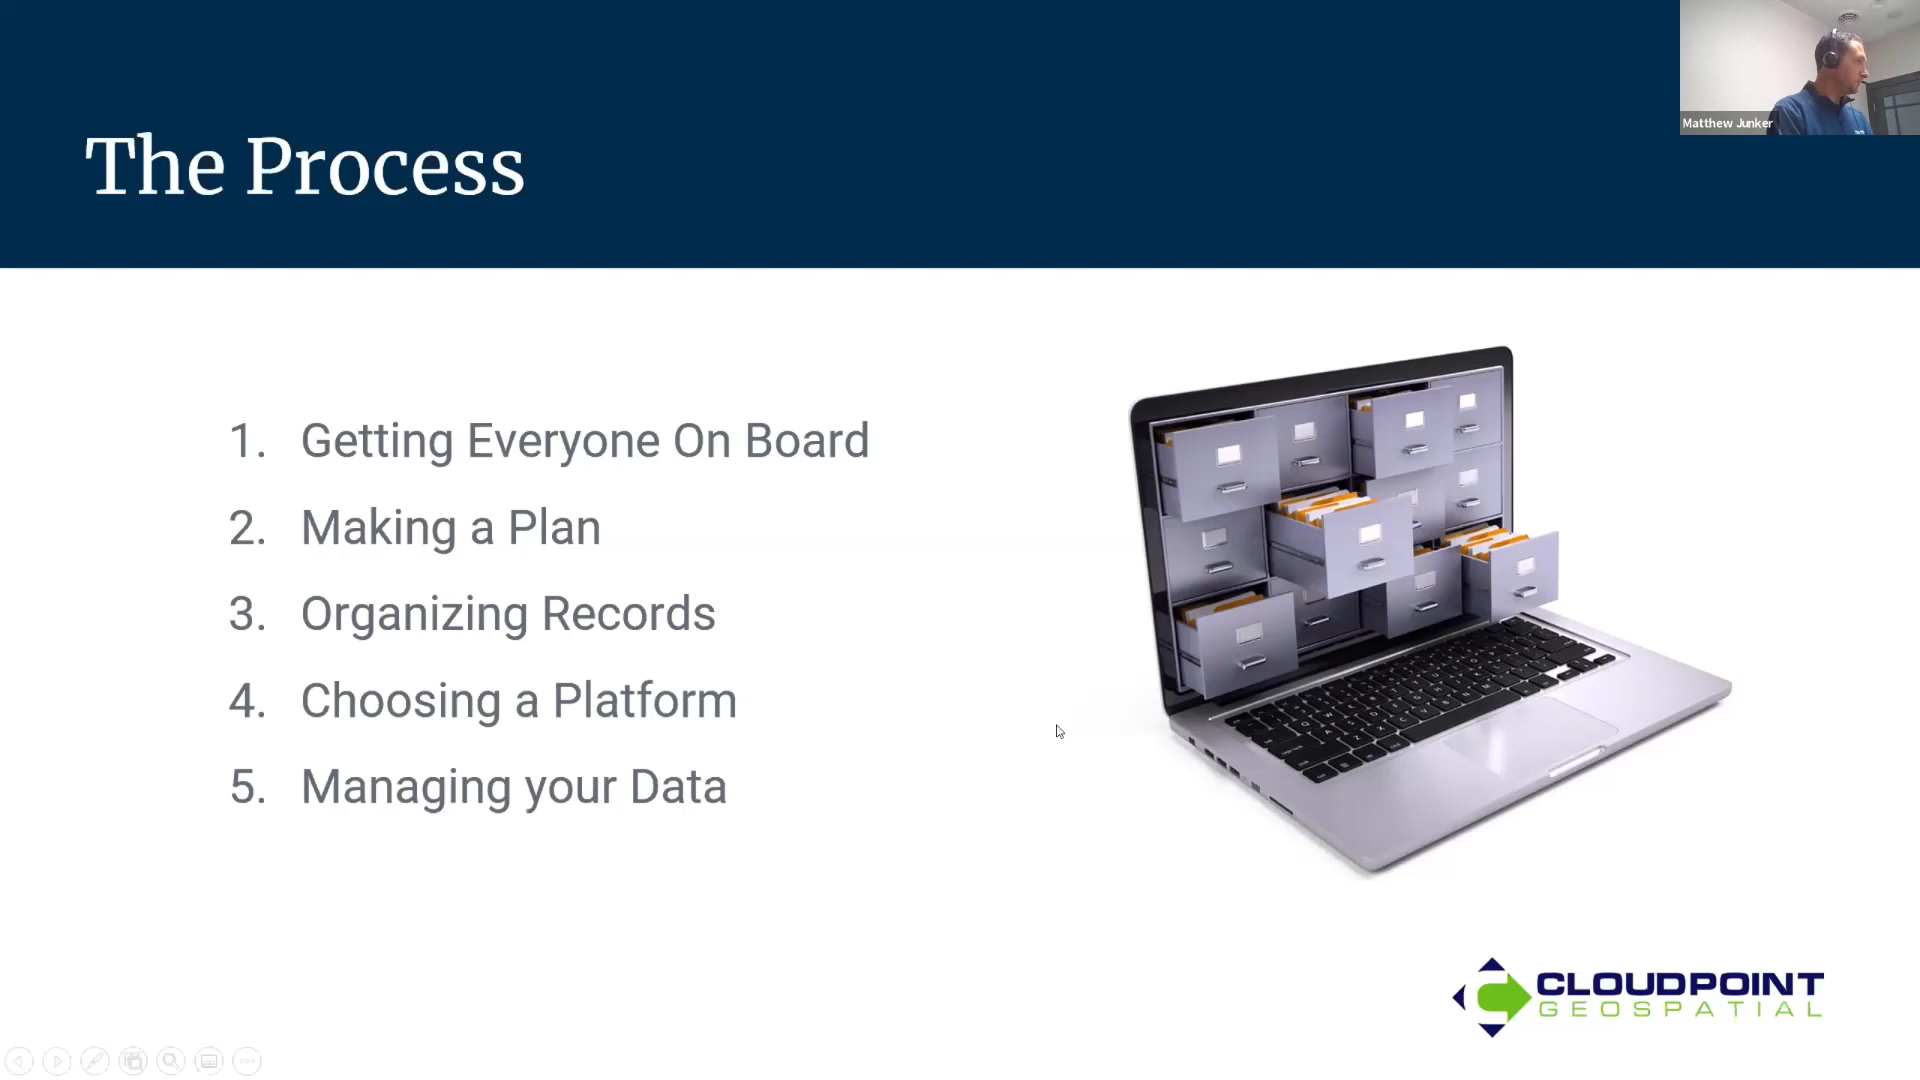 The Process
Matthew Junker
1. Getting Everyone On Board
2. Making a Plan
3. Organizing Records
4. Choosing a Platform
5. Managing your Data
CLOUDPOINT
GEOSPATIAL